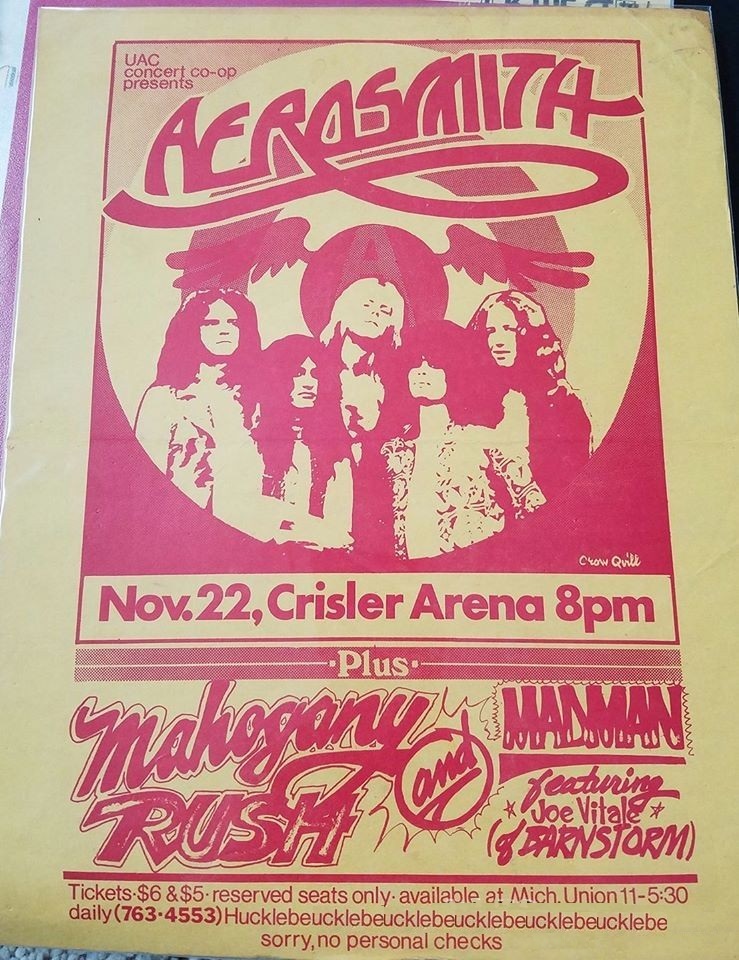 UAC
concert co-op
presents
AEROSMITH
A
Crow Quill
Nov. 22, Crisler Arena 8pm
·Plus·
Mahogany
RUSH
and
MADMAN
featuring
* Joe Vitale *
(of BARNSTORM)
Tickets·$6 & $5· reserved seats only· available at Mich. Union 11-5:30
daily (763·4553) Hucklebeucklebeucklebeucklebeucklebeucklebe
sorry, no personal checks